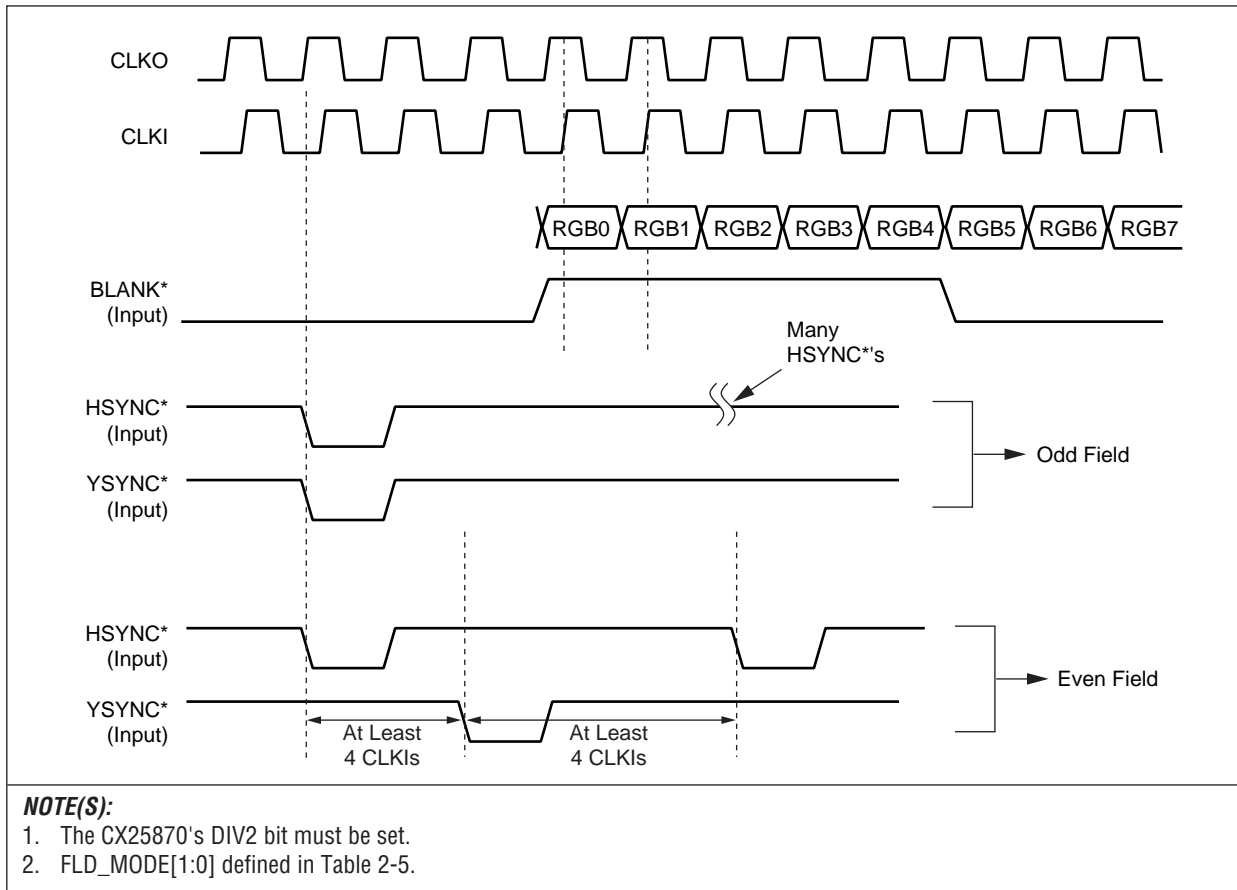 CLKO
CLKI
RGB0 RGB1 RGB2 RGB3 RGB4 RGB5 RGB6 RGB7
BLANK*
(Input)
Many
HSYNC*'s
HSYNC*
(Input)
YSYNC*
(Input)
Odd Field
HSYNC*
(Input)
YSYNC*
(Input)
At Least
4 CLKIs
At Least
4 CLKIs
Even Field
NOTE(S):
1. The CX25870's DIV2 bit must be set.
2. FLD_MODE[1:0] defined in Table 2-5.